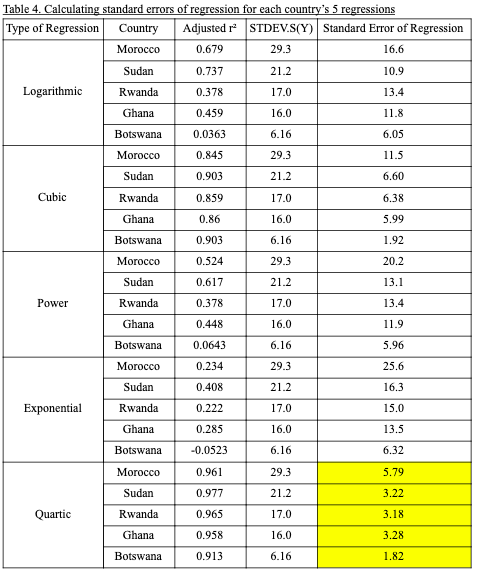 Table 4. Calculating standard errors of regression for each country's 5 regressions
Type of Regression Country Adjusted r² STDEV.S(Y) Standard Error of Regression
Logarithmic
Morocco 0.679 29.3 16.6
Sudan 0.737 21.2 10.9
Rwanda 0.378 17.0 13.4
Ghana 0.459 16.0 11.8
Botswana 0.0363 6.16 6.05
Cubic
Morocco 0.845 29.3 11.5
Sudan 0.903 21.2 6.60
Rwanda 0.859 17.0 6.38
Ghana 0.86 16.0 5.99
Botswana 0.903 6.16 1.92
Power
Morocco 0.524 29.3 20.2
Sudan 0.617 21.2 13.1
Rwanda 0.378 17.0 13.4
Ghana 0.448 16.0 11.9
Botswana 0.0643 6.16 5.96
Exponential
Morocco 0.234 29.3 25.6
Sudan 0.408 21.2 16.3
Rwanda 0.222 17.0 15.0
Ghana 0.285 16.0 13.5
Botswana -0.0523 6.16 6.32
Quartic
Morocco 0.961 29.3 5.79
Sudan 0.977 21.2 3.22
Rwanda 0.965 17.0 3.18
Ghana 0.958 16.0 3.28
Botswana 0.913 6.16 1.82